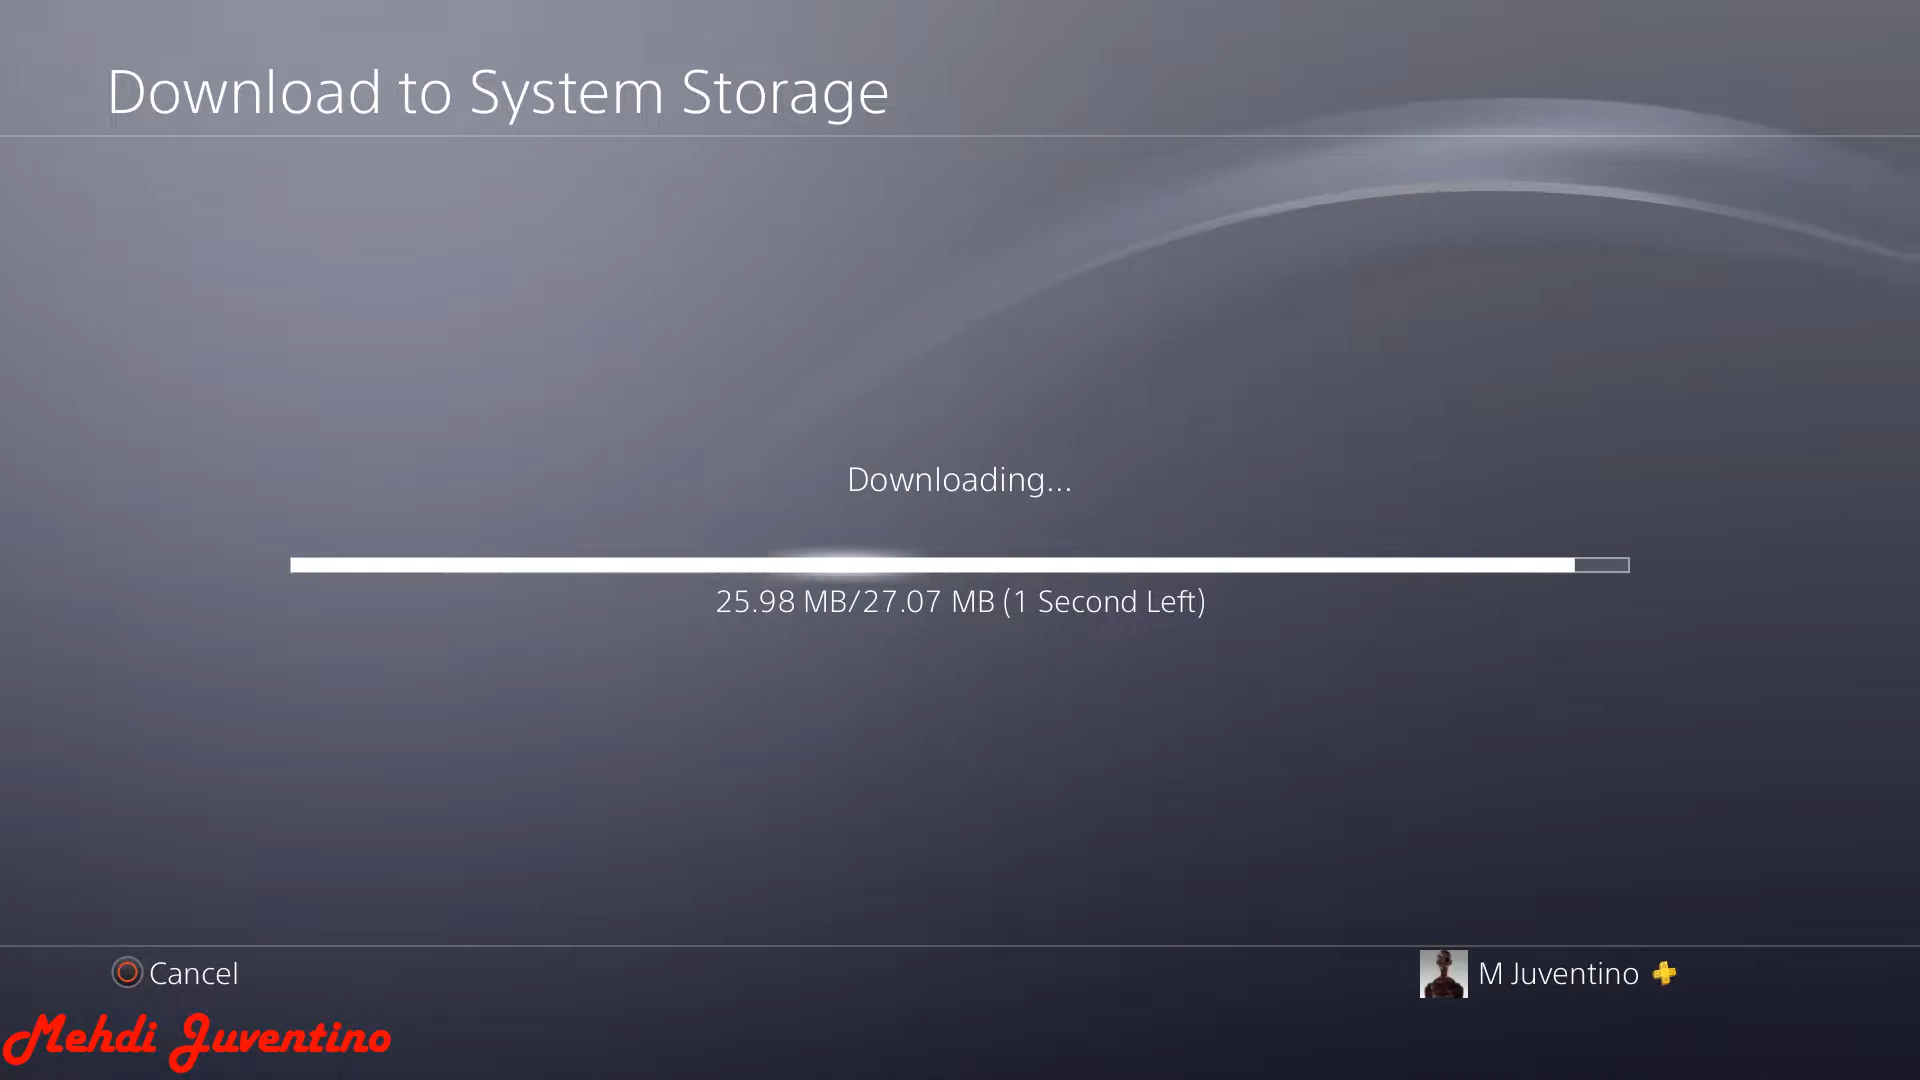 Download to System Storage
Downloading...
25.98 MB/27.07 MB (1 Second Left)
Cancel
M Juventino
Mehdi Juventino